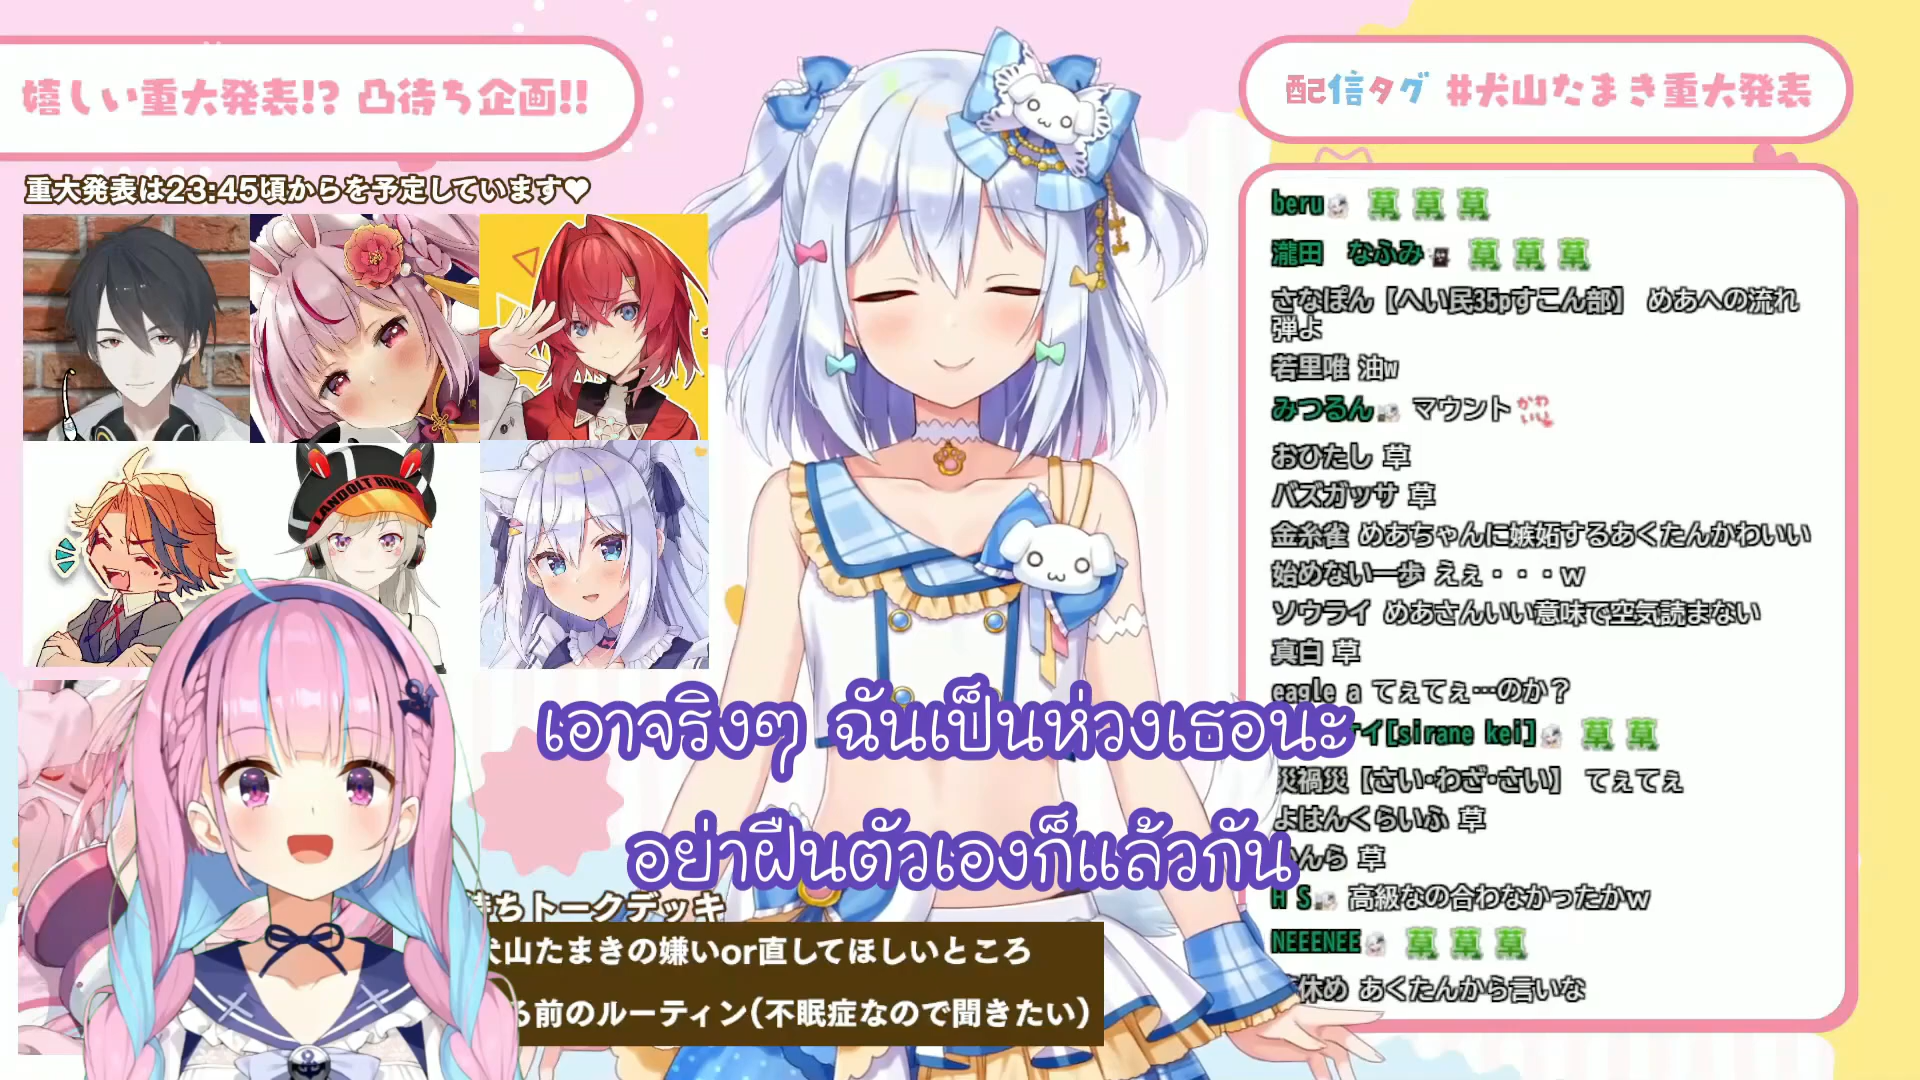 嬉しい重大発表!? 凸待ち企画!!
重大発表は23:45頃からを予定しています♥
LANDOLT RING
配信タグ #犬山たまき重大発表
beru 草 草 草
瀧田 なふみ 草 草 草
さなぽん【へい民35pすこん部】 めあへの流れ
弾よ
若里唯 油w
みつるん マウント かわいい
おひたし 草
バズガッサ 草
金糸雀 めあちゃんに嫉妬するあくたんかわいい
始めない一歩 えぇ・・・w
ソウライ めあさんいい意味で空気読まない
真白 草
eagle a てぇてぇ…のか？
イ[sirane kei] 草 草
災禍災【さい・わざ・さい】 てぇてぇ
よはんくらいふ 草
んら 草
H S 高級なの合わなかったかw
NEEENEE 草 草 草
休め あくたんから言いな
เอาจริงๆ ฉันเป็นห่วงเธอนะ
อย่าฝืนตัวเองก็แล้วกัน
待ちトークデッキ
犬山たまきの嫌いor直してほしいところ
る前のルーティン(不眠症なので聞きたい)